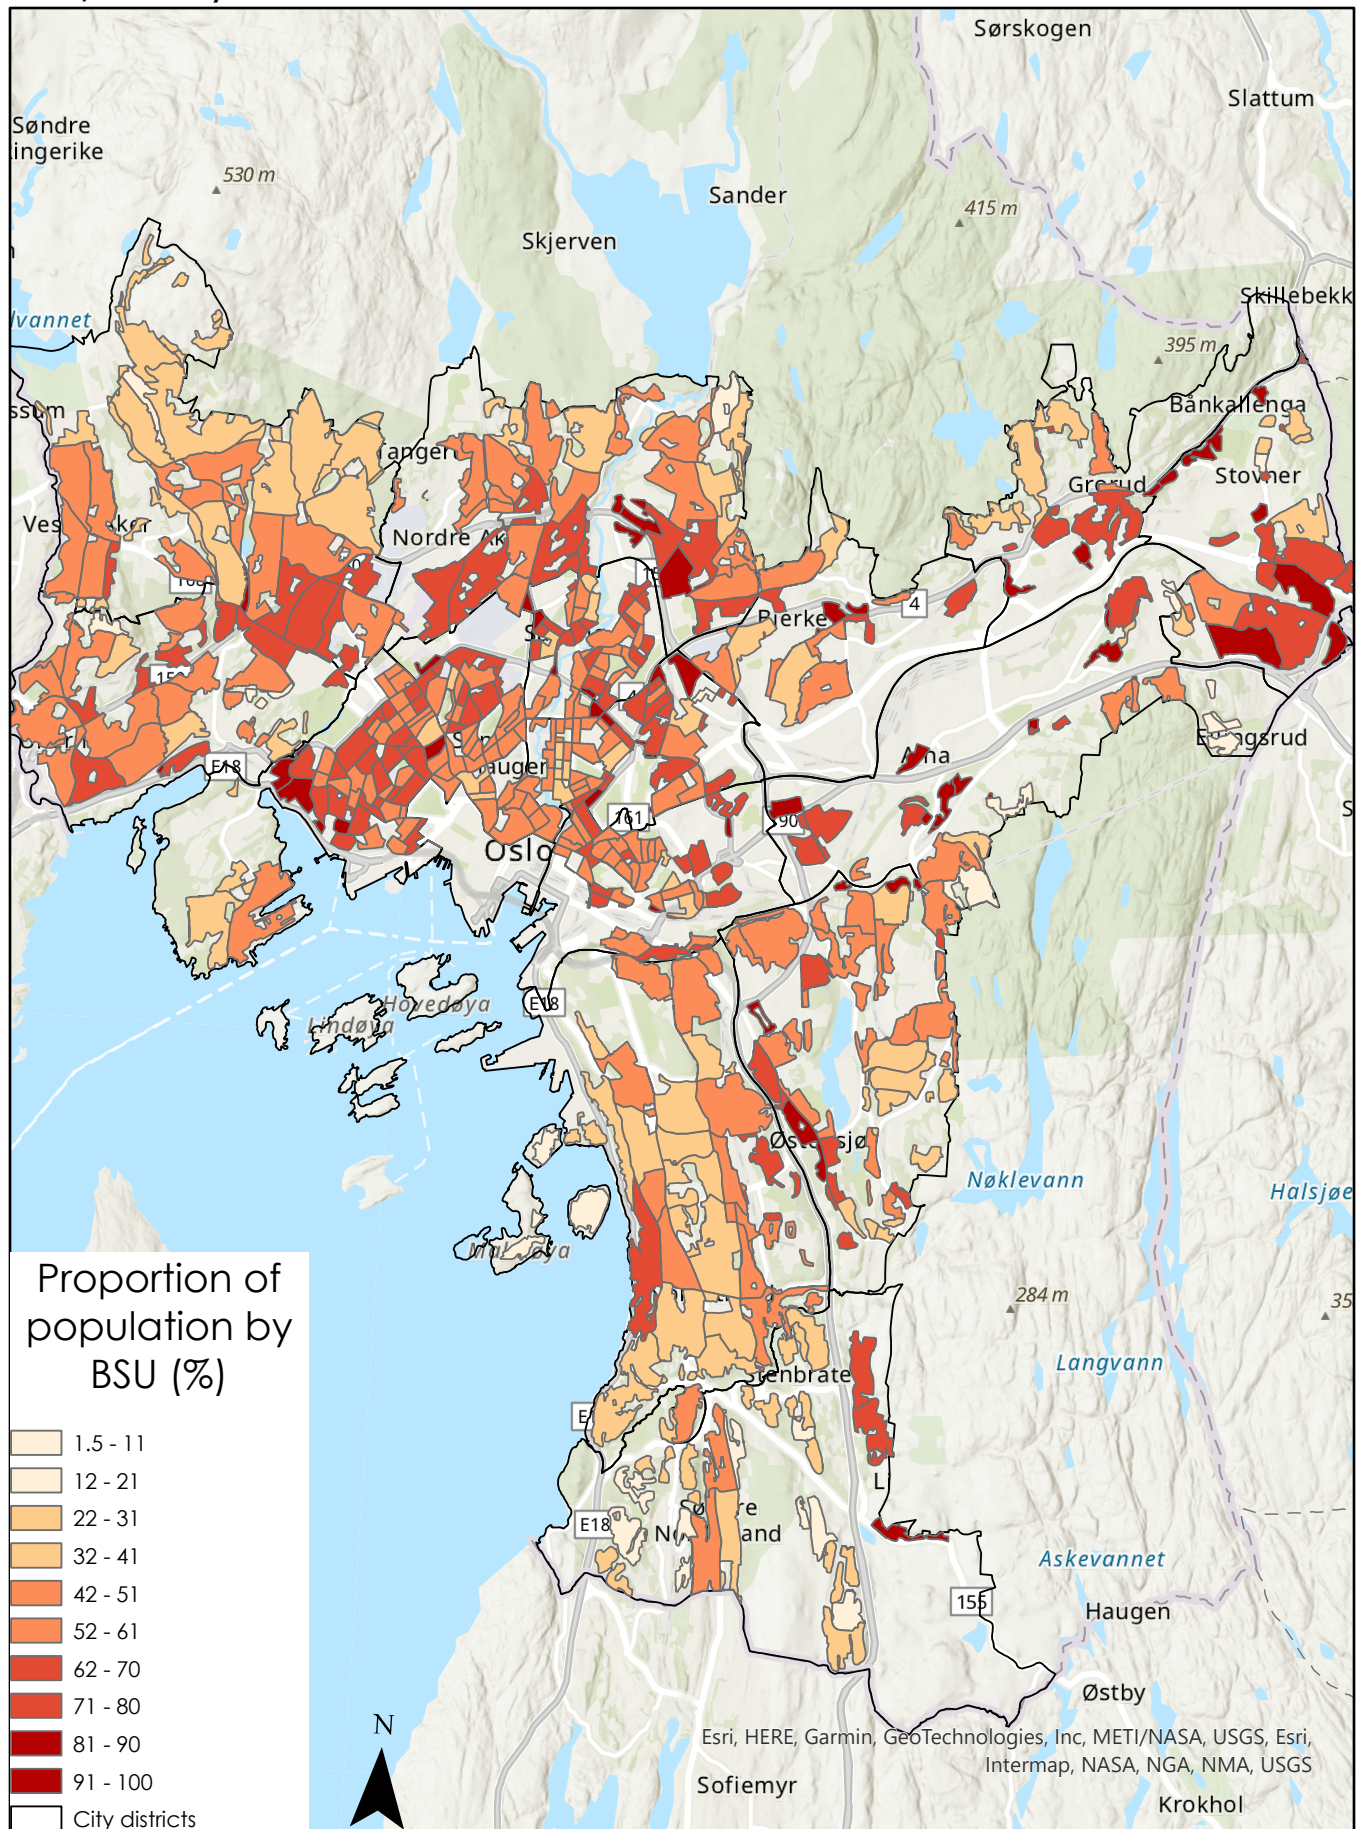 Sørskogen
Slattum
Søndre
530 m
Sander
415 m
Skjerven
Skillebekk
395 m
Bånkallenga
Stovner
Grorud
Nordre
4
Bjerke
E18
Oslo
161
E18
Hovedøya
Lindøya
Nøklevann
Halsjøe
284 m
Langvann
E18
Askevannet
155
Haugen
Østby
Proportion of
population by
BSU (%)
1.5 - 11
12 - 21
22 - 31
32 - 41
42 - 51
52 - 61
62 - 70
71 - 80
81 - 90
91 - 100
City districts
N
Esri, HERE, Garmin, GeoTechnologies, Inc, METI/NASA, USGS, Esri,
Intermap, NASA, NGA, NMA, USGS
Sofiemyr
Krokhol